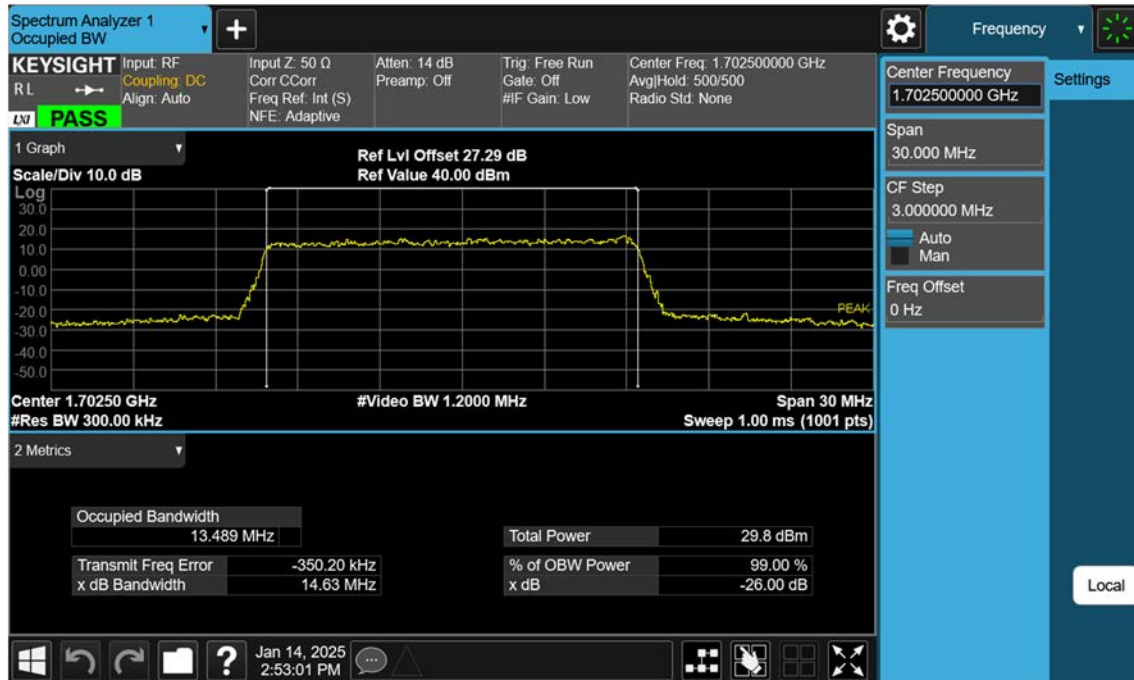 Spectrum Analyzer 1
Occupied BW
+
Frequency
KEYSIGHT
R L
LXI PASS
Input: RF
Coupling: DC
Align: Auto
Input Z: 50 Ω
Corr CCorr
Freq Ref: Int (S)
NFE: Adaptive
Atten: 14 dB
Preamp: Off
Trig: Free Run
Gate: Off
#IF Gain: Low
Center Freq: 1.702500000 GHz
Avg|Hold: 500/500
Radio Std: None
1 Graph
Scale/Div 10.0 dB
Ref Lvl Offset 27.29 dB
Ref Value 40.00 dBm
Log
30.0
20.0
10.0
0.00
-10.0
-20.0
-30.0
-40.0
-50.0
PEAK
Center 1.70250 GHz
#Video BW 1.2000 MHz
Span 30 MHz
#Res BW 300.00 kHz
Sweep 1.00 ms (1001 pts)
2 Metrics
Occupied Bandwidth
13.489 MHz
Total Power 29.8 dBm
Transmit Freq Error -350.20 kHz
% of OBW Power 99.00 %
x dB Bandwidth 14.63 MHz
x dB -26.00 dB
?
Jan 14, 2025
2:53:01 PM
Center Frequency
1.702500000 GHz
Settings
Span
30.000 MHz
CF Step
3.000000 MHz
Auto
Man
Freq Offset
0 Hz
Local